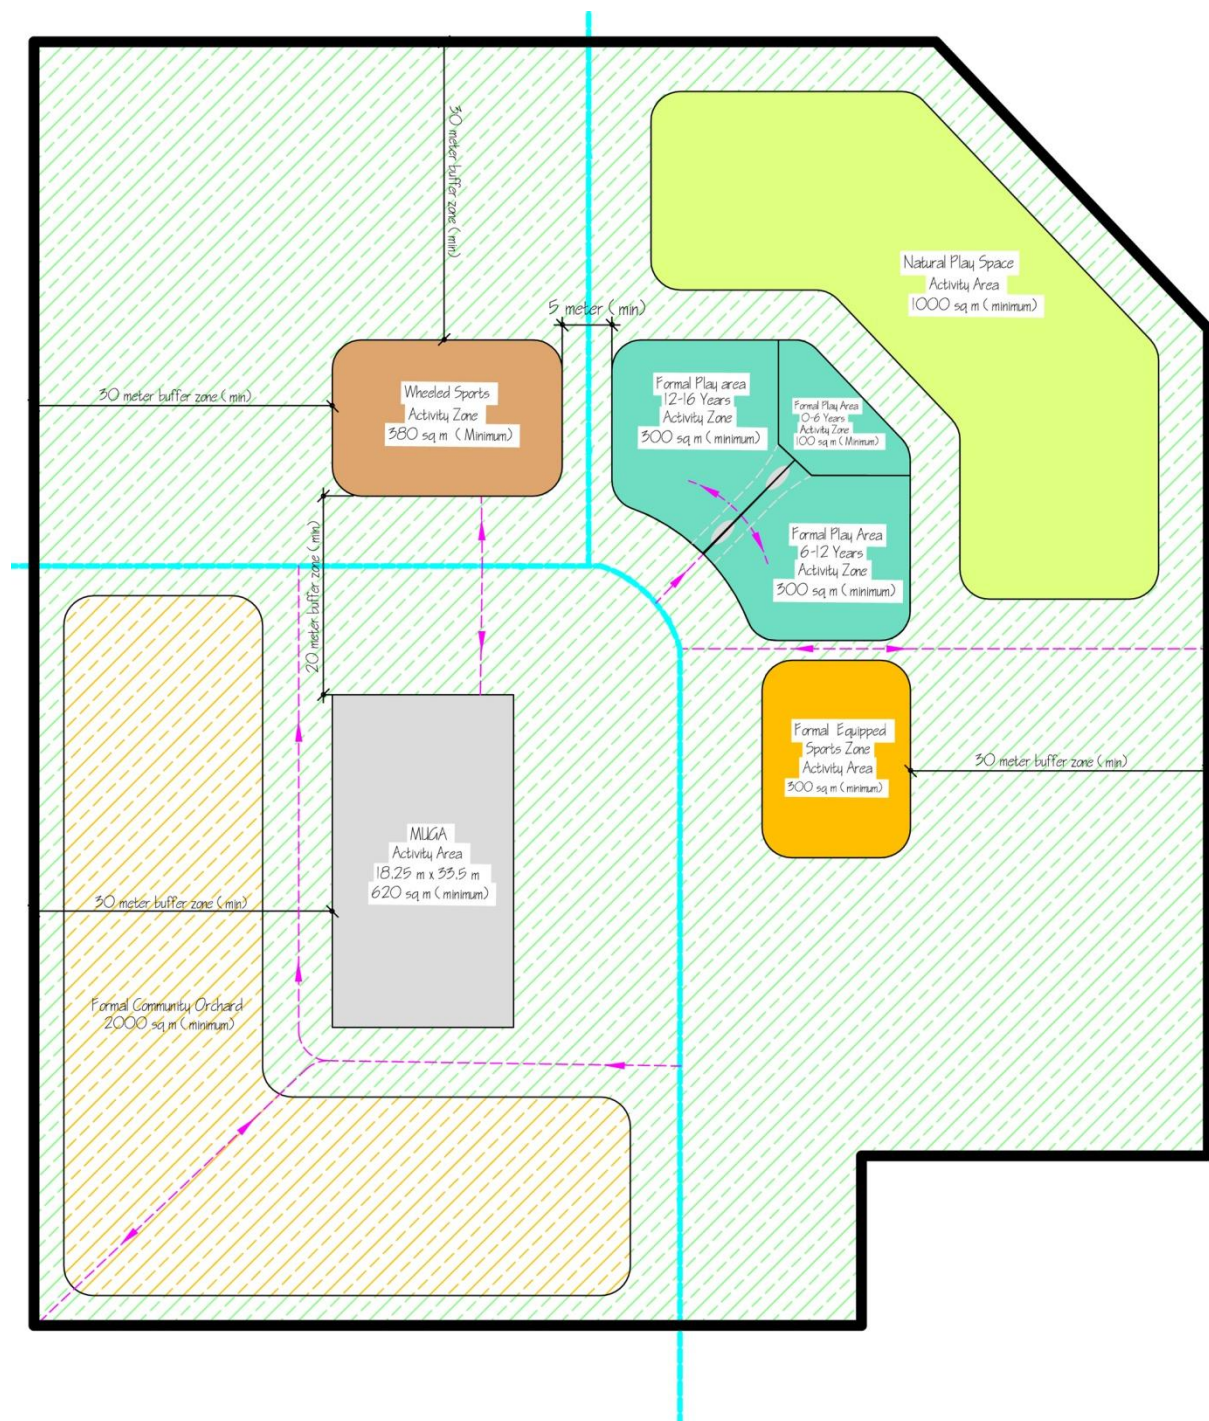 30 meter buffer zone ( min)
Natural Play Space
Activity Area
1000 sq m ( minimum)
5 meter ( min)
30 meter buffer zone ( min)
Wheeled Sports
Activity Zone
380 sq m ( Minimum)
Formal Play area
12-16 Years
Activity Zone
300 sq m ( minimum)
Formal Play Area
0-6 Years
Activity Zone
100 sq m ( Minimum)
20 meter buffer zone ( min)
Formal Play Area
6-12 Years
Activity Zone
300 sq m ( minimum)
Formal Equipped
Sports Zone
Activity Area
300 sq m ( minimum)
30 meter buffer zone ( min)
MUGA
Activity Area
18.25 m x 33.5 m
620 sq m ( minimum)
30 meter buffer zone ( min)
Formal Community Orchard
2000 sq m ( minimum)